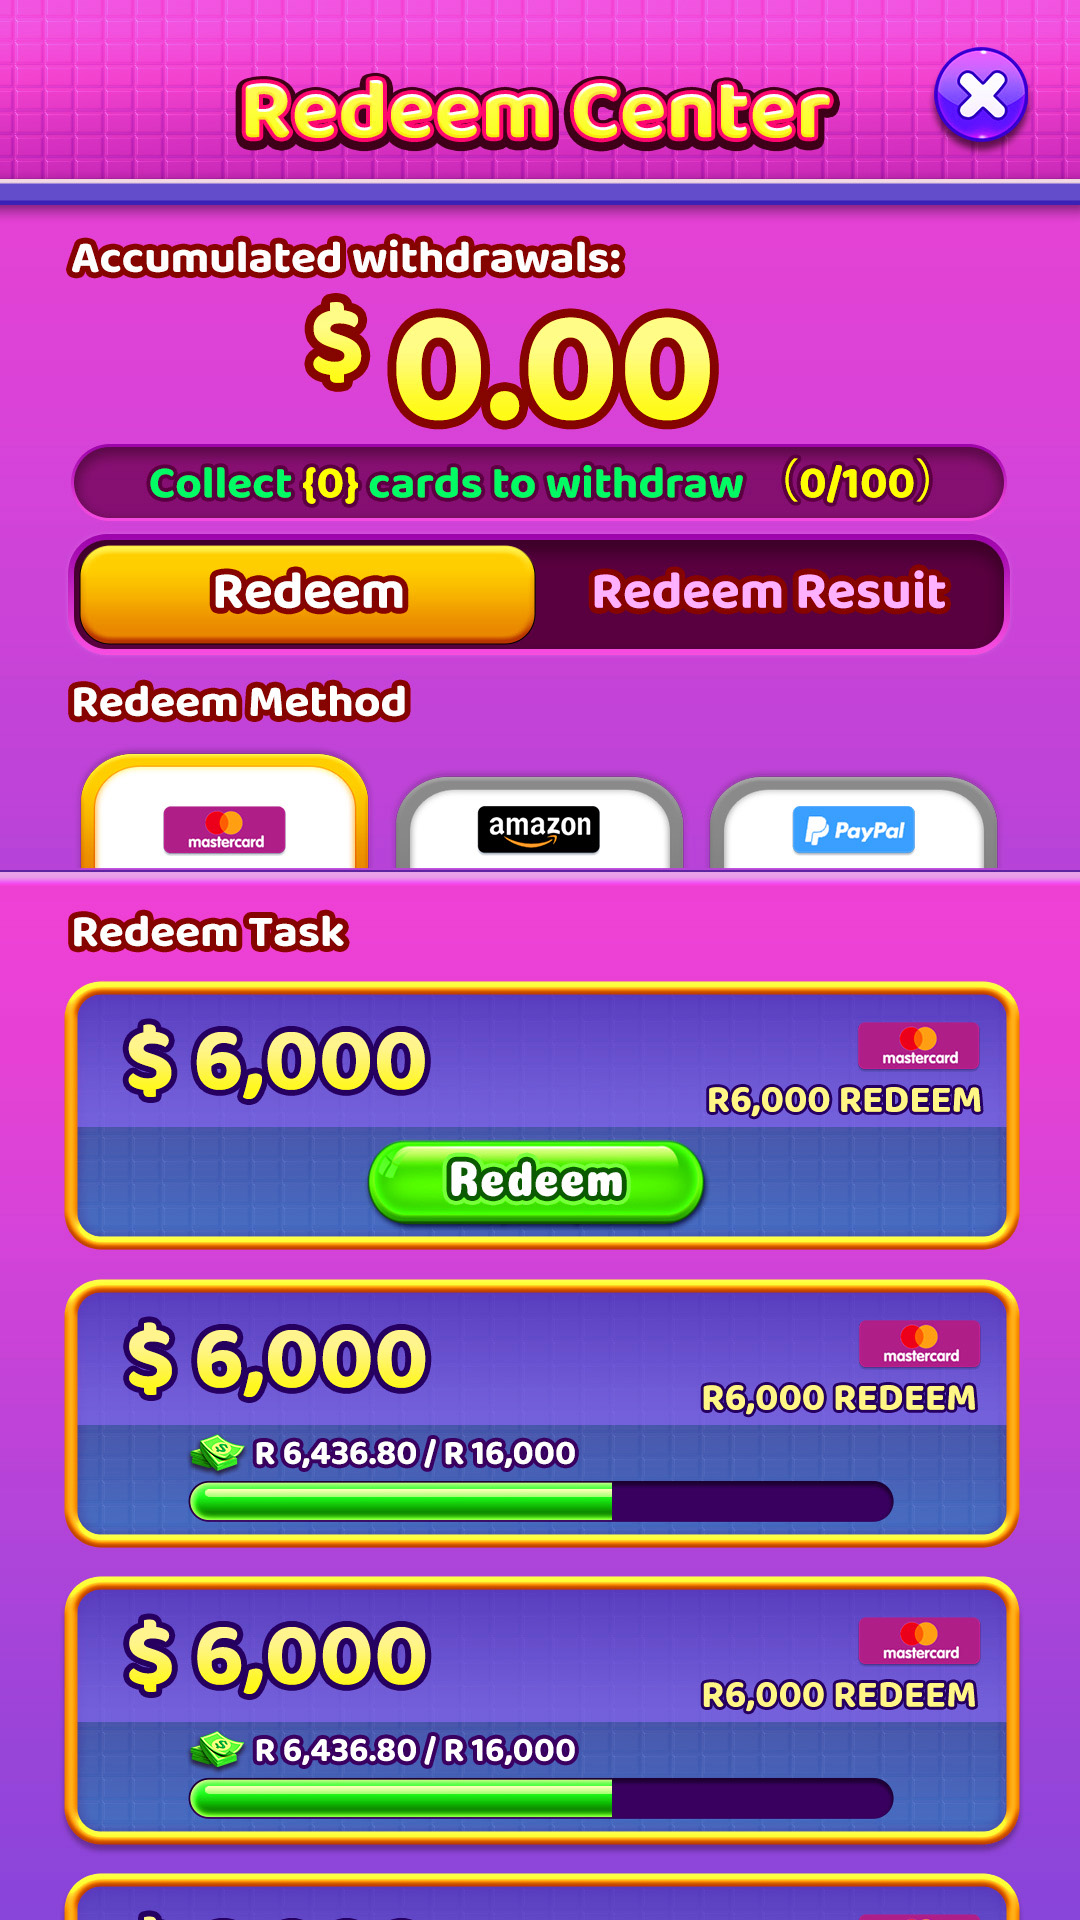 Redeem Center
Accumulated withdrawals:
$ 0.00
Collect {0} cards to withdraw （0/100）
Redeem
Redeem Resuit
Redeem Method
mastercard
amazon
PayPal
Redeem Task
$ 6,000
mastercard
R6,000 REDEEM
Redeem
$ 6,000
mastercard
R6,000 REDEEM
R 6,436.80 / R 16,000
$ 6,000
mastercard
R6,000 REDEEM
R 6,436.80 / R 16,000